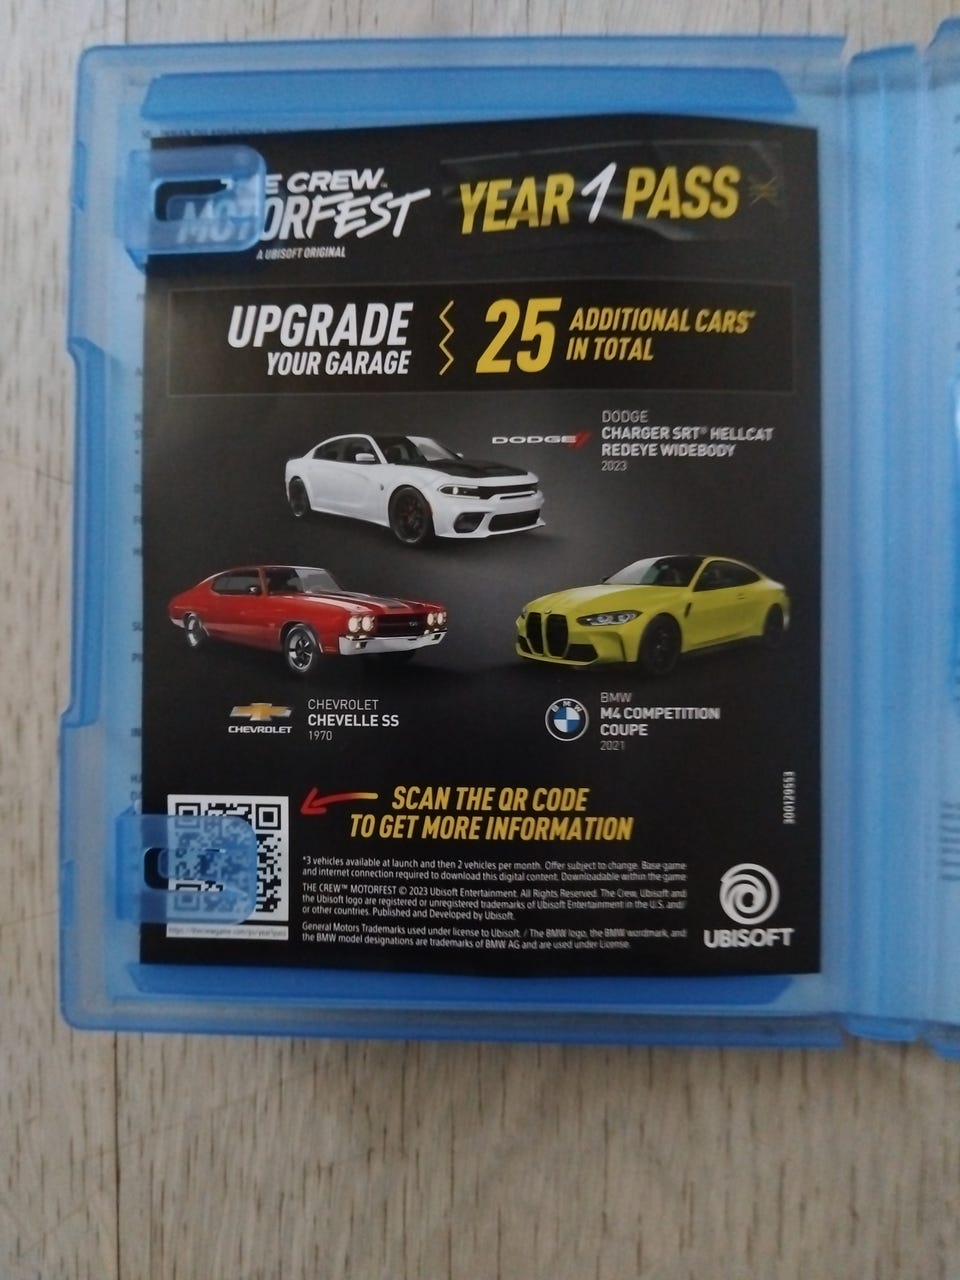 THE CREW™
MOTORFEST
A UBISOFT ORIGINAL
YEAR 1 PASS
UPGRADE
YOUR GARAGE
25
ADDITIONAL CARS*
IN TOTAL
DODGE
DODGE
CHARGER SRT® HELLCAT
REDEYE WIDEBODY
2023
CHEVROLET
CHEVROLET
CHEVELLE SS
1970
BMW
BMW
M4 COMPETITION
COUPE
2021
300129553
SCAN THE QR CODE
TO GET MORE INFORMATION
*3 vehicles available at launch and then 2 vehicles per month. Offer subject to change. Base game
and internet connection required to download this digital content. Downloadable within the game
THE CREW™ MOTORFEST © 2023 Ubisoft Entertainment. All Rights Reserved. The Crew, Ubisoft and
the Ubisoft logo are registered or unregistered trademarks of Ubisoft Entertainment in the U.S. and/
or other countries. Published and Developed by Ubisoft.
General Motors Trademarks used under license to Ubisoft. / The BMW logo, the BMW wordmark, and
the BMW model designations are trademarks of BMW AG and are used under License.
UBISOFT